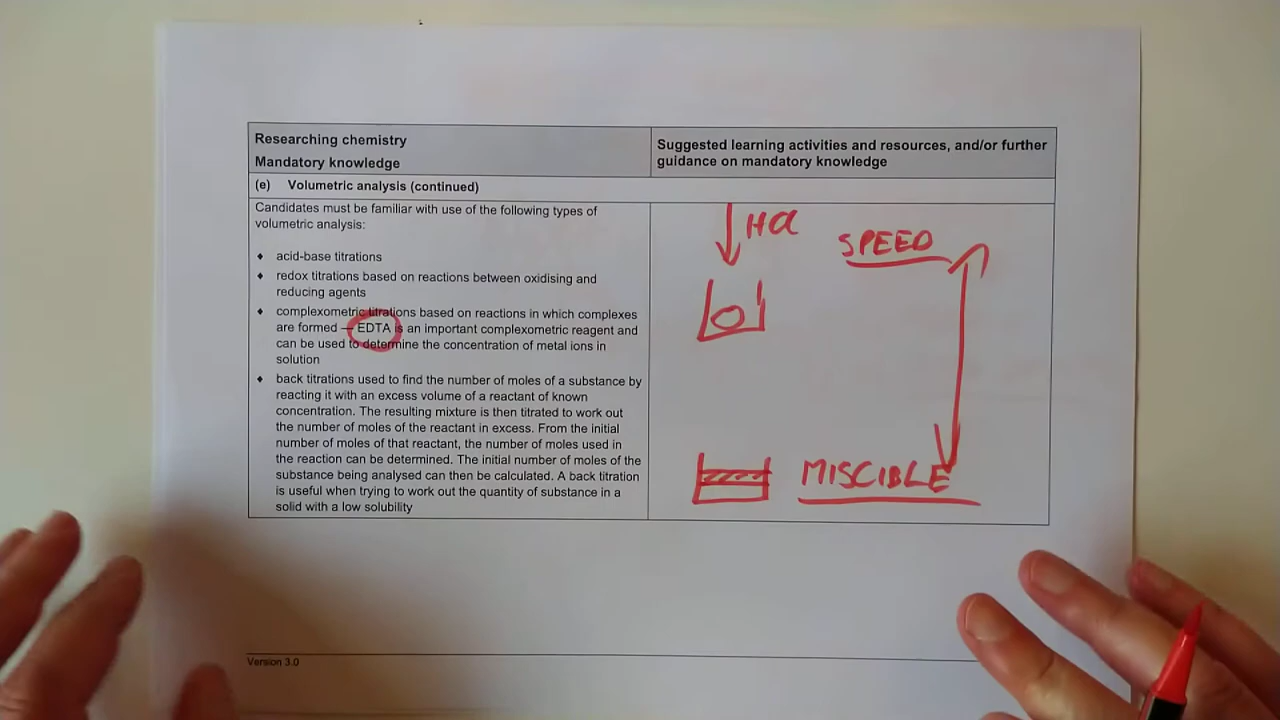 Researching chemistry
Mandatory knowledge
Suggested learning activities and resources, and/or further
guidance on mandatory knowledge
(e) Volumetric analysis (continued)
Candidates must be familiar with use of the following types of
volumetric analysis:
♦ acid-base titrations
♦ redox titrations based on reactions between oxidising and
reducing agents
♦ complexometric titrations based on reactions in which complexes
are formed — EDTA is an important complexometric reagent and
can be used to determine the concentration of metal ions in
solution
♦ back titrations used to find the number of moles of a substance by
reacting it with an excess volume of a reactant of known
concentration. The resulting mixture is then titrated to work out
the number of moles of the reactant in excess. From the initial
number of moles of that reactant, the number of moles used in
the reaction can be determined. The initial number of moles of the
substance being analysed can then be calculated. A back titration
is useful when trying to work out the quantity of substance in a
solid with a low solubility
HCl
SPEED
MISCIBLE
Version 3.0